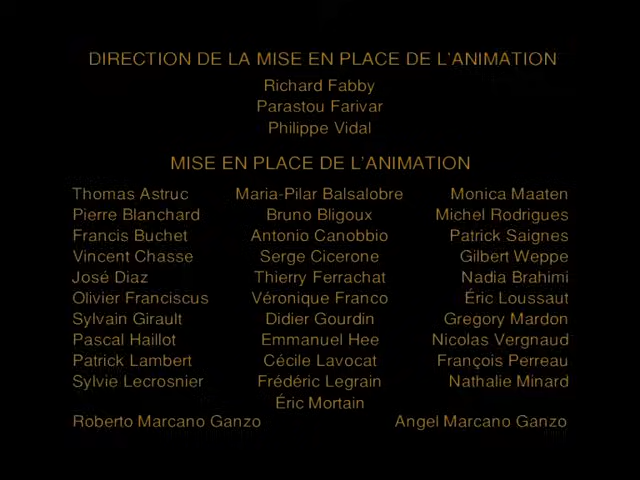 DIRECTION DE LA MISE EN PLACE DE L'ANIMATION
Richard Fabby
Parastou Farivar
Philippe Vidal
MISE EN PLACE DE L'ANIMATION
Thomas Astruc Maria-Pilar Balsalobre Monica Maaten
Pierre Blanchard Bruno Bligoux Michel Rodrigues
Francis Buchet Antonio Canobbio Patrick Saignes
Vincent Chasse Serge Cicerone Gilbert Weppe
José Diaz Thierry Ferrachat Nadia Brahimi
Olivier Franciscus Véronique Franco Éric Loussaut
Sylvain Girault Didier Gourdin Gregory Mardon
Pascal Haillot Emmanuel Hee Nicolas Vergnaud
Patrick Lambert Cécile Lavocat François Perreau
Sylvie Lecrosnier Frédéric Legrain Nathalie Minard
Éric Mortain
Roberto Marcano Ganzo Angel Marcano Ganzo